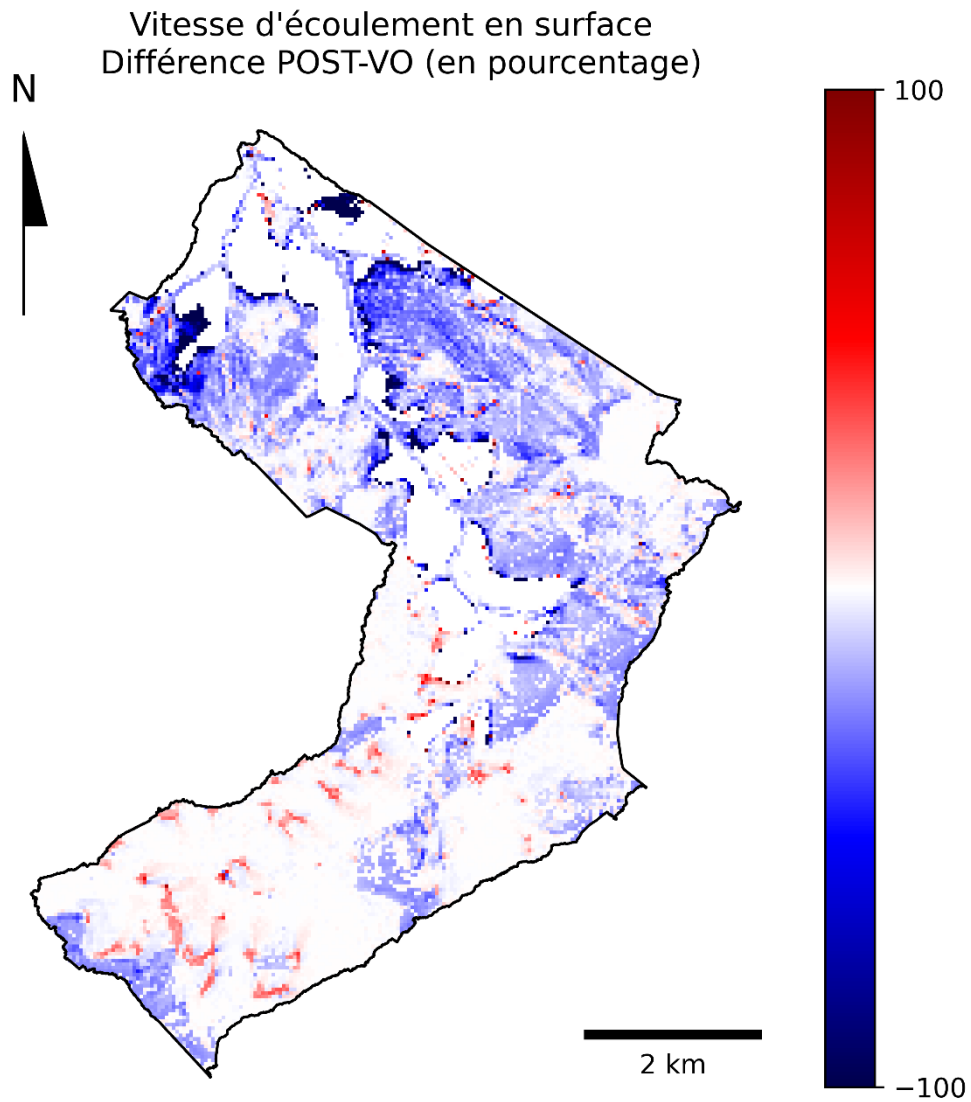 Vitesse d'écoulement en surface
Différence POST-VO (en pourcentage)
N
100
2 km
−100